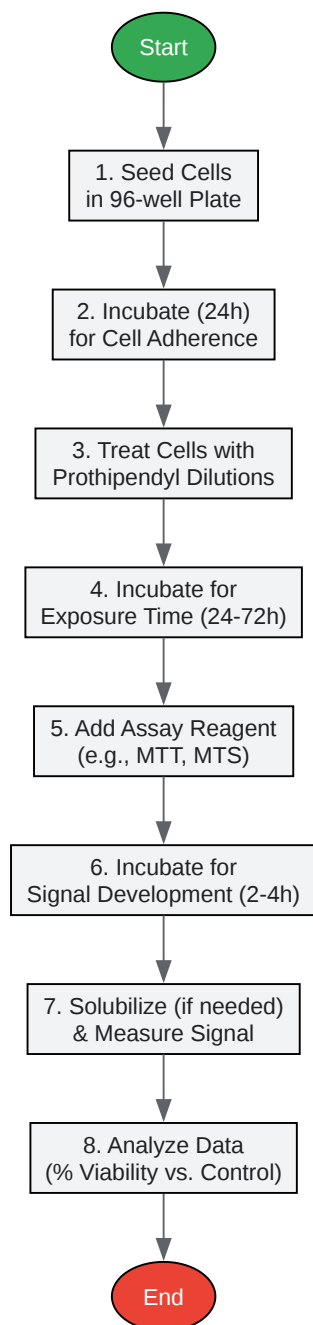 Start
1. Seed Cells
in 96-well Plate
2. Incubate (24h)
for Cell Adherence
3. Treat Cells with
Prothipendyl Dilutions
4. Incubate for
Exposure Time (24-72h)
5. Add Assay Reagent
(e.g., MTT, MTS)
6. Incubate for
Signal Development (2-4h)
7. Solubilize (if needed)
& Measure Signal
8. Analyze Data
(% Viability vs. Control)
End